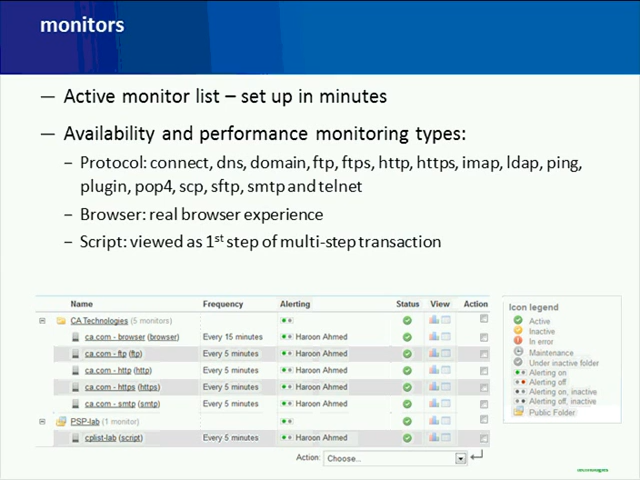 monitors
— Active monitor list – set up in minutes
— Availability and performance monitoring types:
– Protocol: connect, dns, domain, ftp, ftps, http, https, imap, ldap, ping,
plugin, pop4, scp, sftp, smtp and telnet
– Browser: real browser experience
– Script: viewed as 1st step of multi-step transaction
Name Frequency Alerting Status View Action
CA Technologies (5 monitors)
ca.com - browser (browser) Every 15 minutes Haroon Ahmed
ca.com - ftp (ftp) Every 5 minutes Haroon Ahmed
ca.com - http (http) Every 5 minutes Haroon Ahmed
ca.com - https (https) Every 5 minutes Haroon Ahmed
ca.com - smtp (smtp) Every 5 minutes Haroon Ahmed
PSP-lab (1 monitor)
cplist-lab (script) Every 5 minutes Haroon Ahmed
Action: Choose...
Icon legend
Active
Inactive
In error
Maintenance
Under inactive folder
Alerting on
Alerting off
Alerting on, inactive
Alerting off, inactive
Public Folder
technologies